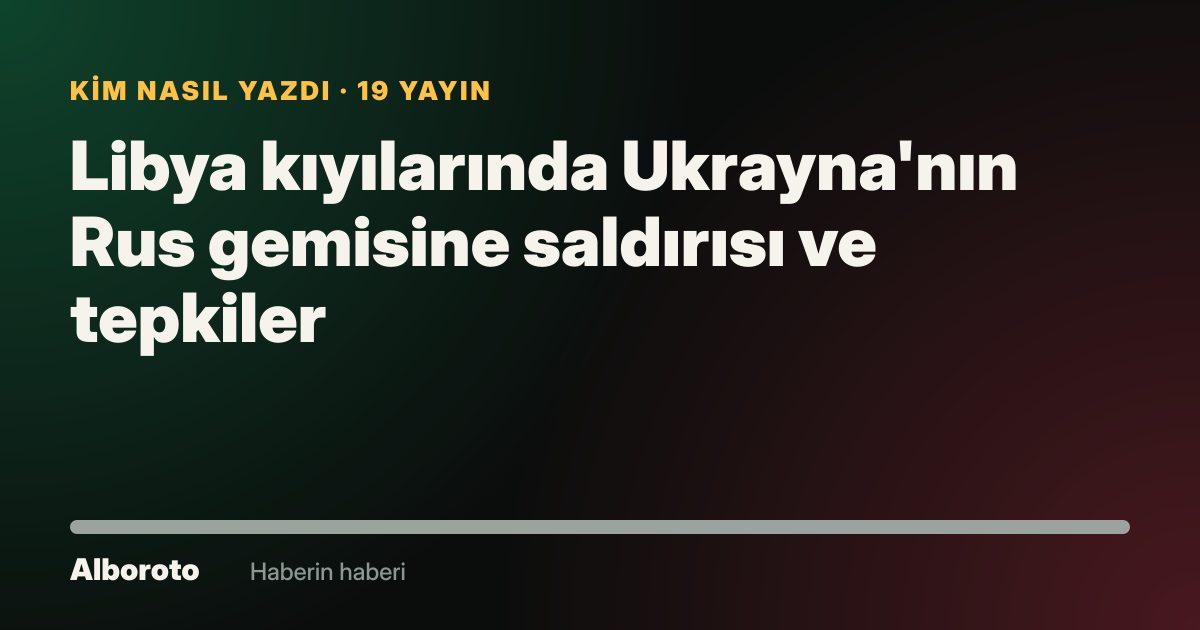 KİM NASIL YAZDI · 19 YAYIN
Libya kıyılarında Ukrayna'nın
Rus gemisine saldırısı ve
tepkiler
Alboroto
Haberin haberi